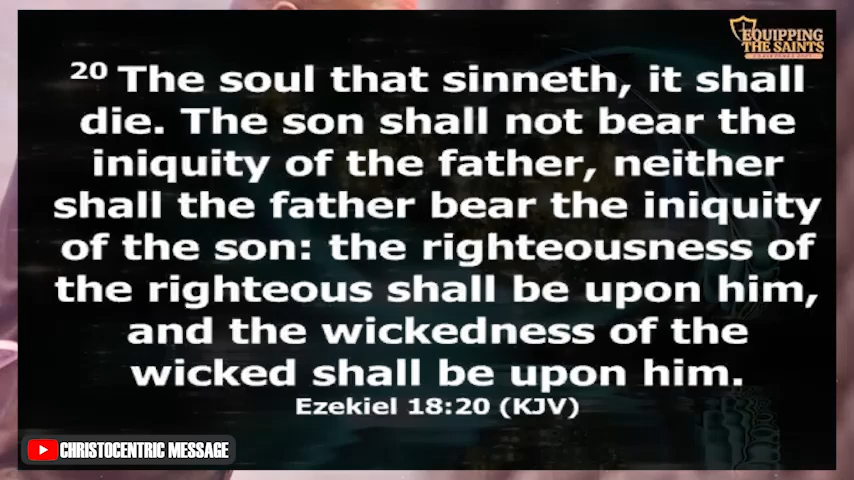 EQUIPPING
THE SAINTS
20 The soul that sinneth, it shall
die. The son shall not bear the
iniquity of the father, neither
shall the father bear the iniquity
of the son: the righteousness of
the righteous shall be upon him,
and the wickedness of the
wicked shall be upon him.
Ezekiel 18:20 (KJV)
CHRISTOCENTRIC MESSAGE